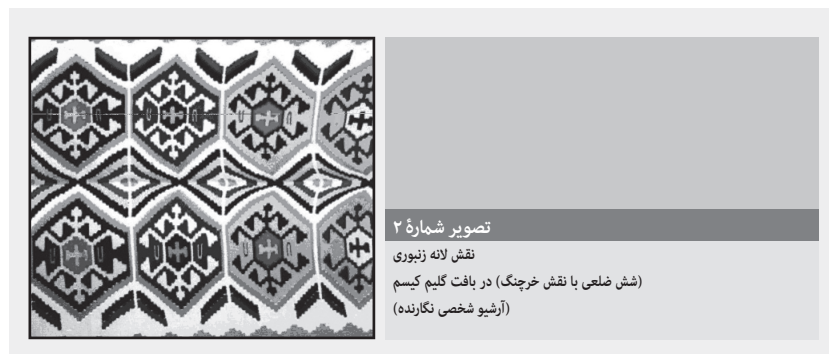 تصویر شمارهٔ ۲
نقش لانه زنبوری
(شش ضلعی با نقش خرچنگ) در بافت گلیم کیسم
(آرشیو شخصی نگارنده)